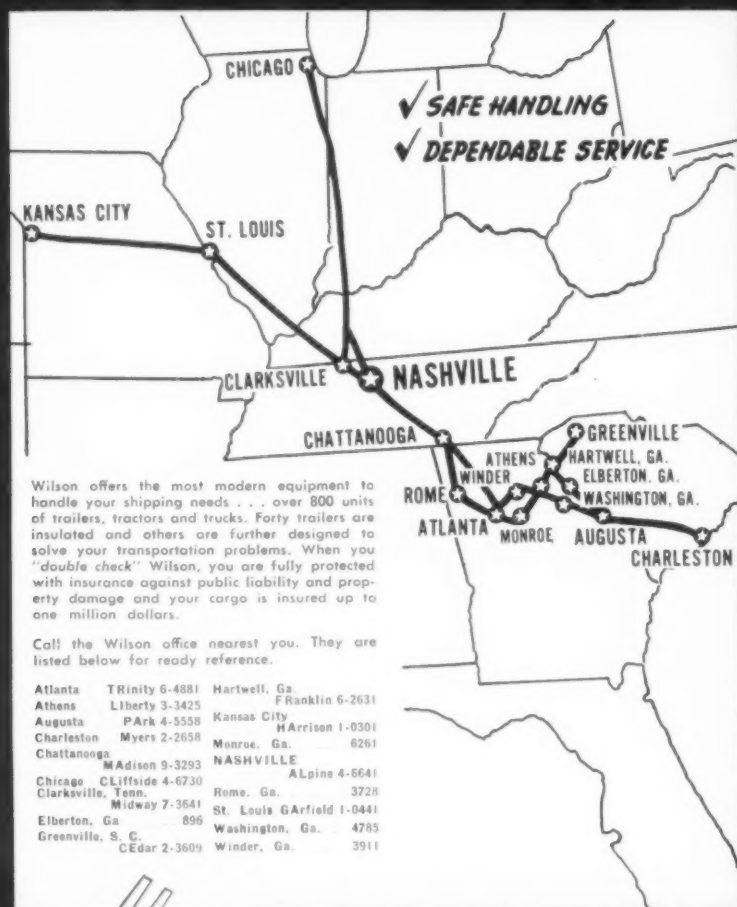 CHICAGO
✓ SAFE HANDLING
✓ DEPENDABLE SERVICE
KANSAS CITY
ST. LOUIS
CLARKSVILLE
NASHVILLE
CHATTANOOGA
GREENVILLE
ATHENS
HARTWELL, GA.
WINDER
ELBERTON, GA.
ROME
WASHINGTON, GA.
ATLANTA
MONROE
AUGUSTA
CHARLESTON
Wilson offers the most modern equipment to
handle your shipping needs . . . over 800 units
of trailers, tractors and trucks. Forty trailers are
insulated and others are further designed to
solve your transportation problems. When you
"double check" Wilson, you are fully protected
with insurance against public liability and prop-
erty damage and your cargo is insured up to
one million dollars.
Call the Wilson office nearest you. They are
listed below for ready reference.
Atlanta TRinity 6-4881
Athens LIberty 3-3425
Augusta PArk 4-5558
Charleston Myers 2-2658
Chattanooga
MAdison 9-3293
Chicago CLiffside 4-6730
Clarksville, Tenn.
Midway 7-3641
Elberton, Ga 896
Greenville, S. C.
CEdar 2-3609
Hartwell, Ga.
FRanklin 6-2631
Kansas City
HArrison 1-0301
Monroe, Ga. 6261
NASHVILLE
ALpine 4-6641
Rome, Ga. 3728
St. Louis GArfield 1-0441
Washington, Ga. 4785
Winder, Ga. 3911